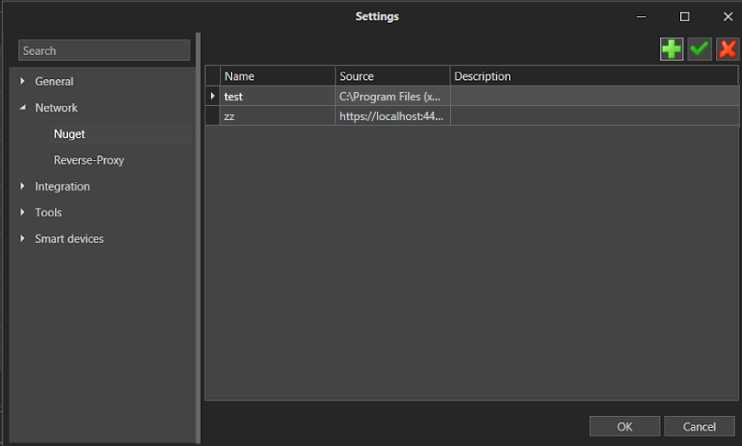 Settings
Search
General
Network
Nuget
Reverse-Proxy
Integration
Tools
Smart devices
Name Source Description
test C:\Program Files (x...
zz https://localhost:44...
OK Cancel